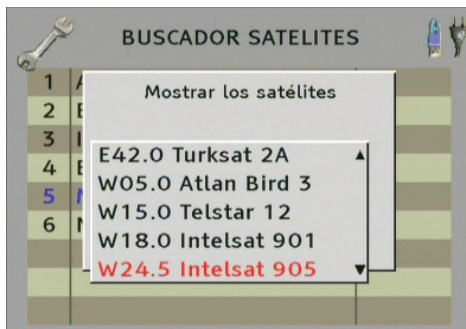 BUSCADOR SATELITES
1
Mostrar los satélites
2
3
4
5
6
E42.0 Turksat 2A
W05.0 Atlan Bird 3
W15.0 Telstar 12
W18.0 Intelsat 901
W24.5 Intelsat 905